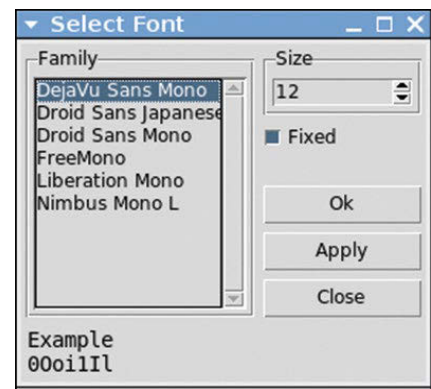 Select Font
Family
DejaVu Sans Mono
Droid Sans Japanese
Droid Sans Mono
FreeMono
Liberation Mono
Nimbus Mono L
Size
12
Fixed
Ok
Apply
Close
Example
0Ooi1Il